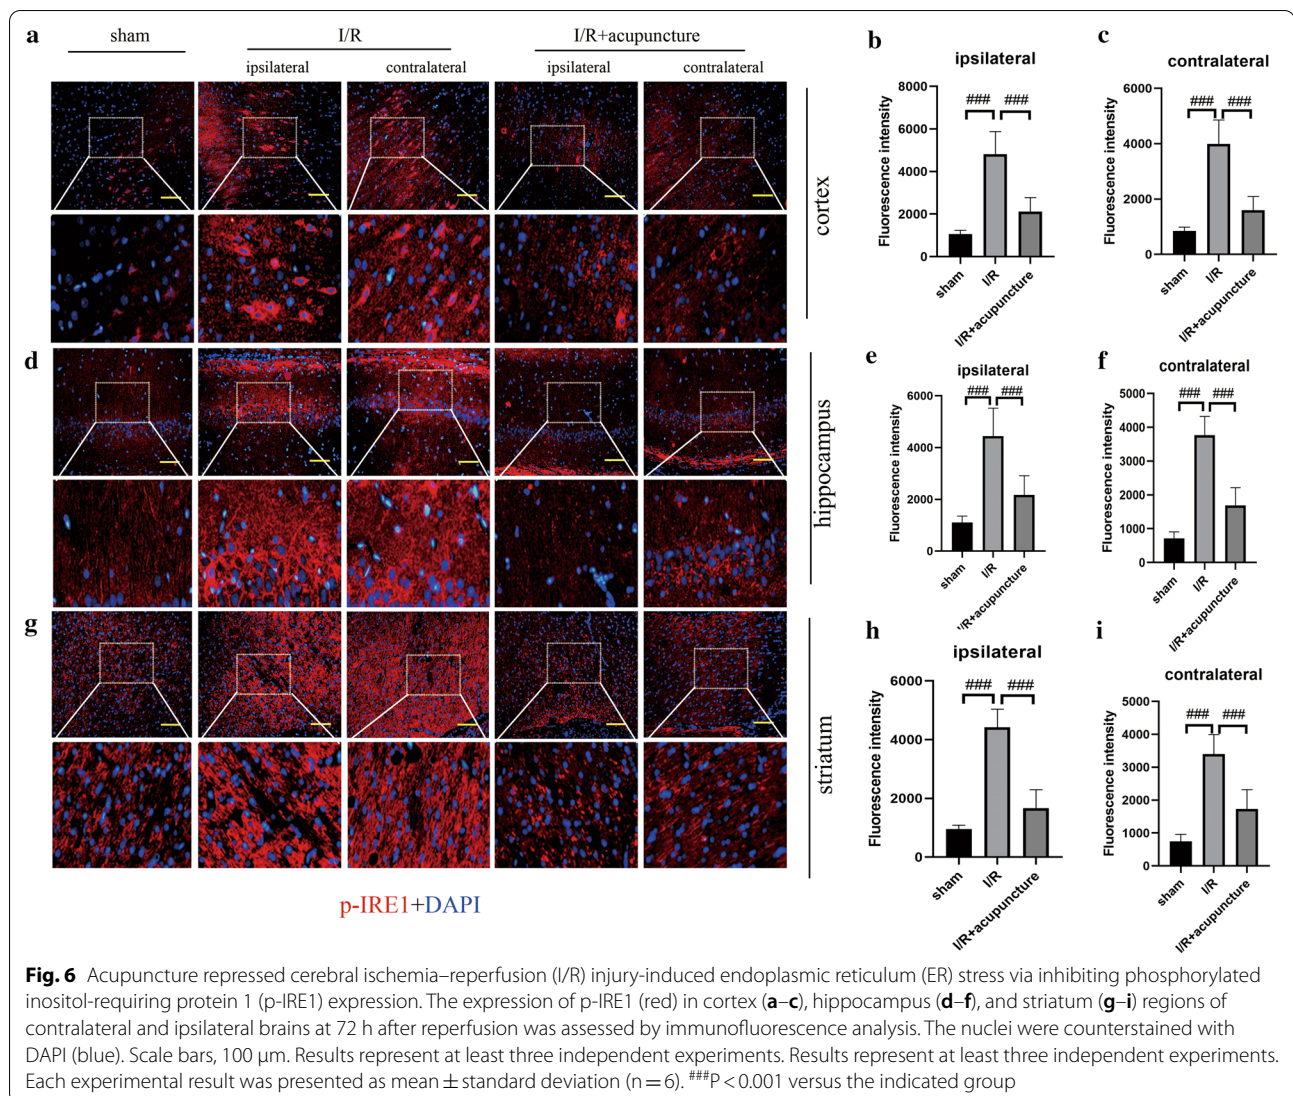 a
sham
I/R
I/R+acupuncture
ipsilateral
contralateral
ipsilateral
contralateral
cortex
b
ipsilateral
Fluorescence intensity
8000
6000
4000
2000
0
###
###
sham
I/R
I/R+acupuncture
c
contralateral
Fluorescence intensity
6000
4000
2000
0
###
###
sham
I/R
I/R+acupuncture
d
hippocampus
e
ipsilateral
Fluorescence intensity
6000
4000
2000
0
###
###
sham
I/R
I/R+acupuncture
f
contralateral
Fluorescence intensity
5000
4000
3000
2000
1000
0
###
###
sham
I/R
I/R+acupuncture
g
striatum
h
ipsilateral
Fluorescence intensity
6000
4000
2000
0
###
###
sham
I/R
I/R+acupuncture
i
contralateral
Fluorescence intensity
5000
4000
3000
2000
1000
0
###
###
sham
I/R
I/R+acupuncture
p-IRE1+DAPI
Fig. 6 Acupuncture repressed cerebral ischemia–reperfusion (I/R) injury-induced endoplasmic reticulum (ER) stress via inhibiting phosphorylated
inositol-requiring protein 1 (p-IRE1) expression. The expression of p-IRE1 (red) in cortex (a–c), hippocampus (d–f), and striatum (g–i) regions of
contralateral and ipsilateral brains at 72 h after reperfusion was assessed by immunofluorescence analysis. The nuclei were counterstained with
DAPI (blue). Scale bars, 100 μm. Results represent at least three independent experiments. Results represent at least three independent experiments.
Each experimental result was presented as mean ± standard deviation (n = 6). ###P < 0.001 versus the indicated group